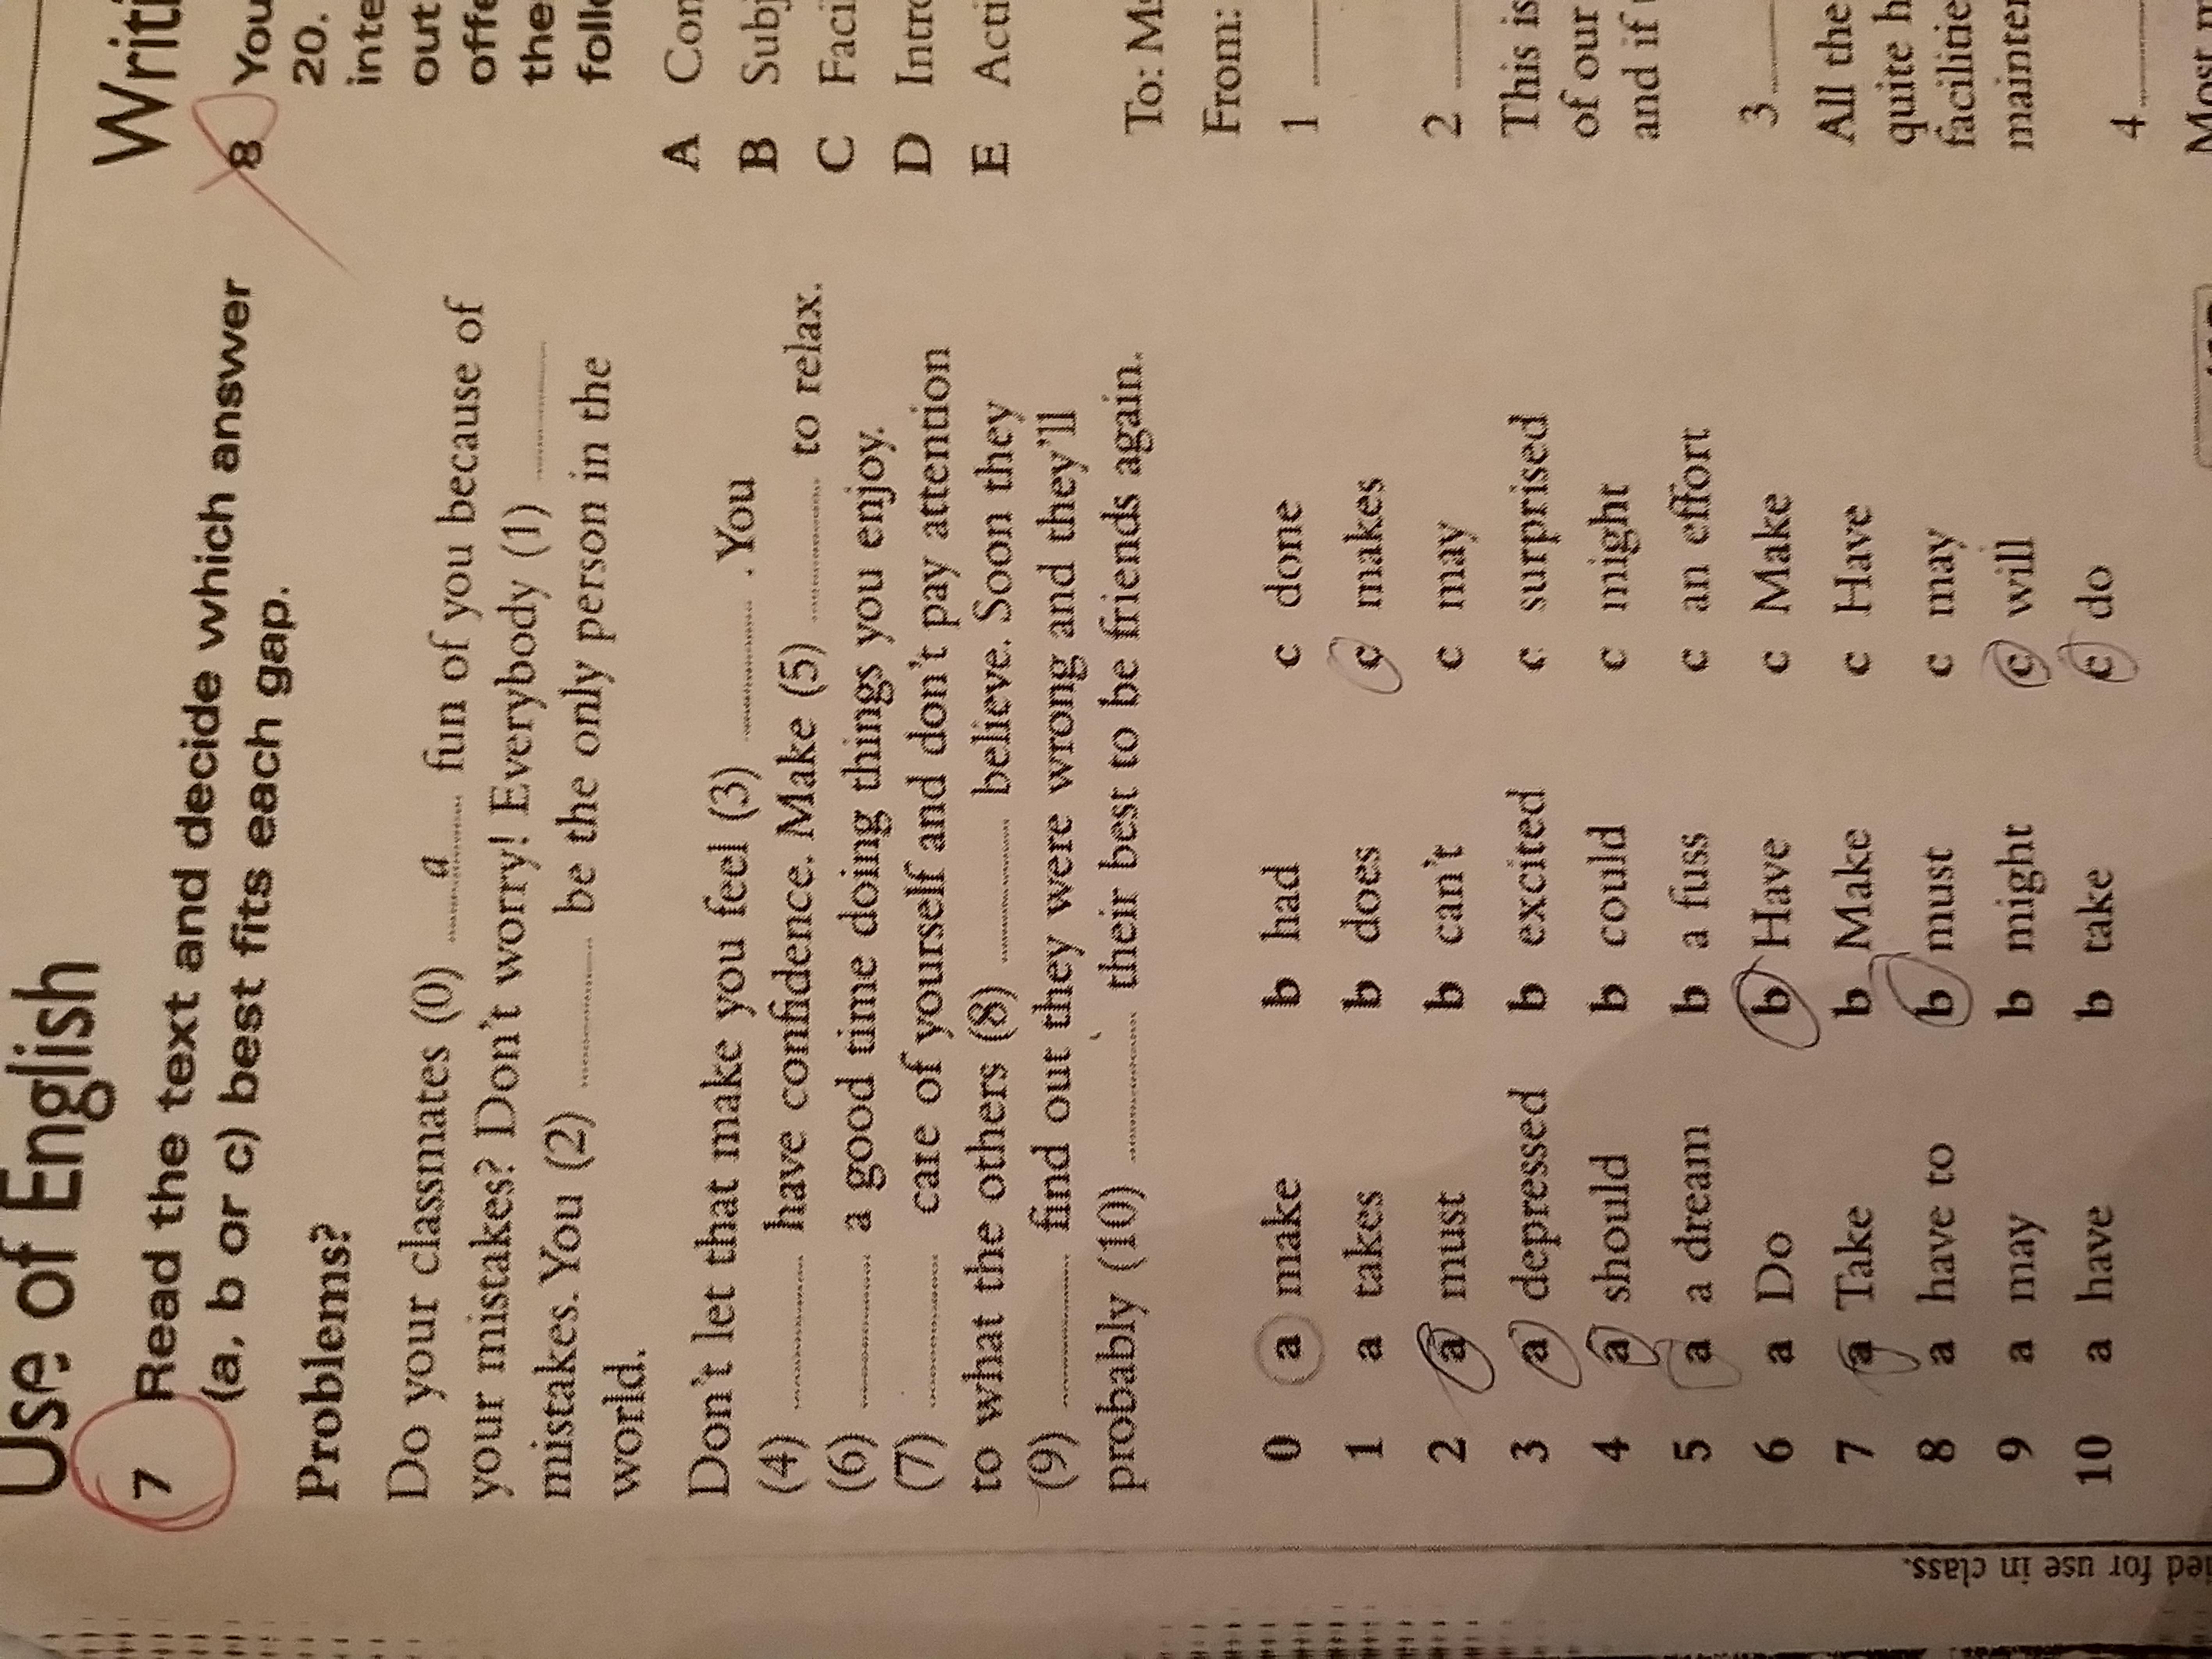 Use of English
7 Read the text and decide which answer
(a, b or c) best fits each gap.
Problems?
Do your classmates (0) a fun of you because of
your mistakes? Don't worry! Everybody (1)
mistakes. You (2) be the only person in the
world.
Don't let that make you feel (3) . You
(4) have confidence. Make (5) to relax.
(6) a good time doing things you enjoy.
(7) care of yourself and don't pay attention
to what the others (8) believe. Soon they
(9) find out they were wrong and they'll
probably (10) their best to be friends again.
0 a make b had c done
1 a takes b does c makes
2 a must b can't c may
3 a depressed b excited c surprised
4 a should b could c might
5 a a dream b a fuss c an effort
6 a Do b Have c Make
7 a Take b Make c Have
8 a have to b must c may
9 a may b might c will
10 a have b take c do
Writi
8 You
20.
inte
out
offe
the
follo
A Con
B Subj
C Faci
D Intro
E Acti
To: M
From:
1
2
This is
of our
and if
3
All the
quite h
facilitie
mainter
4
Most
ied for use in class.